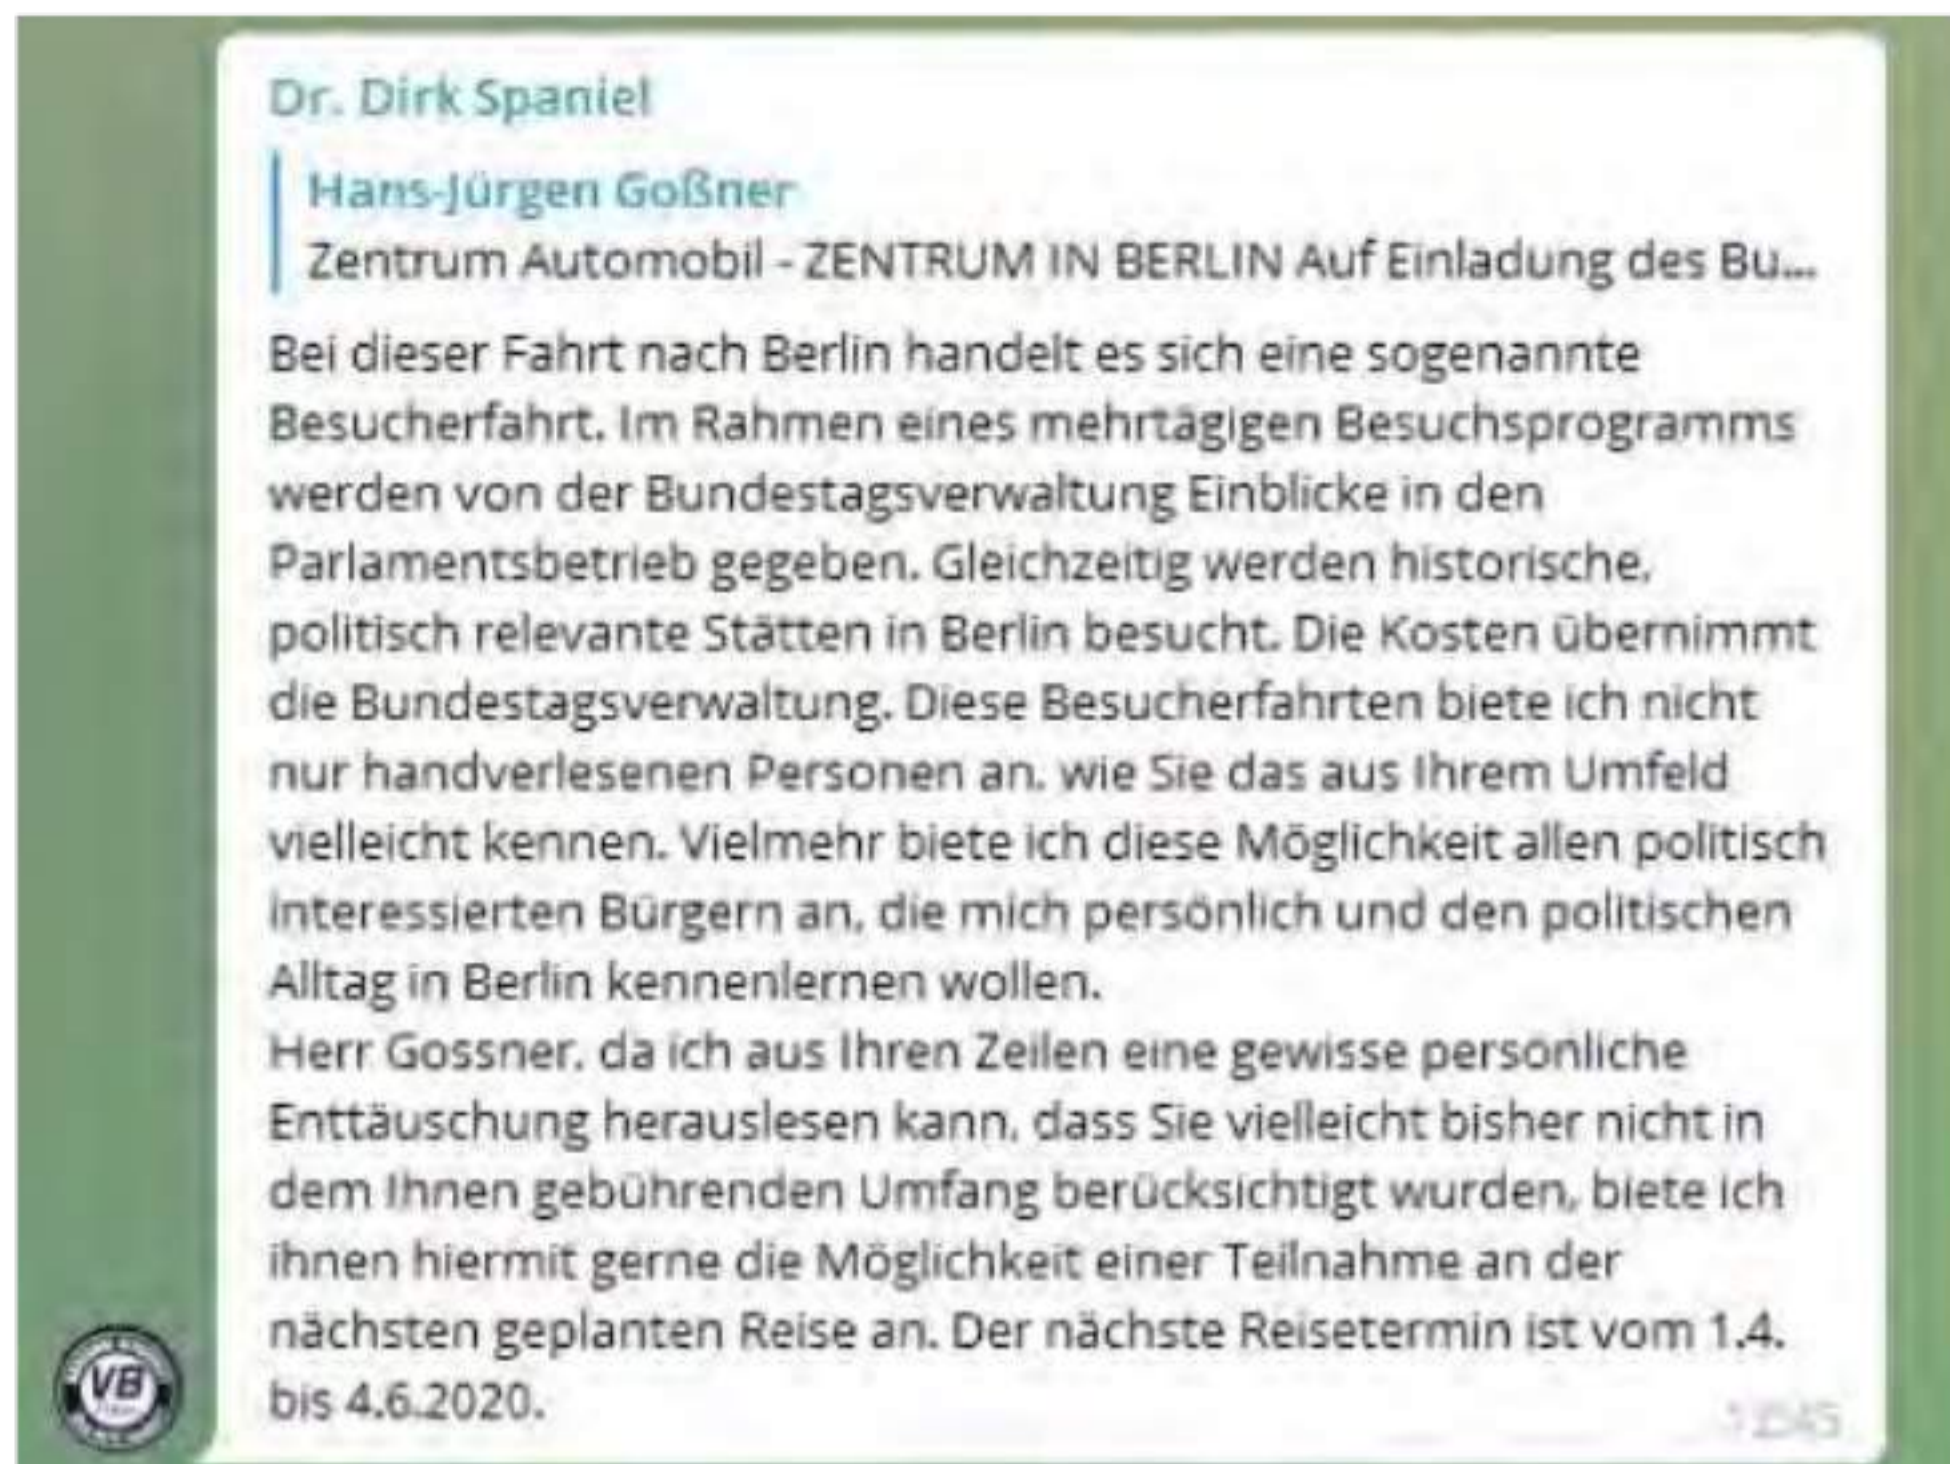 Dr. Dirk Spaniel
Hans-Jürgen Goßner
Zentrum Automobil - ZENTRUM IN BERLIN Auf Einladung des Bu...
Bei dieser Fahrt nach Berlin handelt es sich eine sogenannte
Besucherfahrt. Im Rahmen eines mehrtägigen Besuchsprogramms
werden von der Bundestagsverwaltung Einblicke in den
Parlamentsbetrieb gegeben. Gleichzeitig werden historische,
politisch relevante Stätten in Berlin besucht. Die Kosten übernimmt
die Bundestagsverwaltung. Diese Besucherfahrten biete ich nicht
nur handverlesenen Personen an, wie Sie das aus Ihrem Umfeld
vielleicht kennen. Vielmehr biete ich diese Möglichkeit allen politisch
interessierten Bürgern an, die mich persönlich und den politischen
Alltag in Berlin kennenlernen wollen.
Herr Gossner, da ich aus Ihren Zeilen eine gewisse persönliche
Enttäuschung herauslesen kann, dass Sie vielleicht bisher nicht in
dem Ihnen gebührenden Umfang berücksichtigt wurden, biete ich
ihnen hiermit gerne die Möglichkeit einer Teilnahme an der
nächsten geplanten Reise an. Der nächste Reisetermin ist vom 1.4.
bis 4.6.2020.
VB